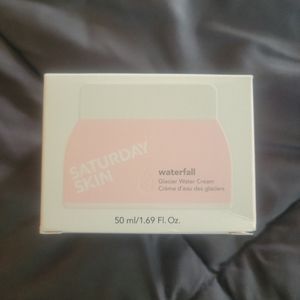 SATURDAY
SKIN
waterfall
Glacier Water Cream
Crème d'eau des glaciers
50 ml/1.69 Fl. Oz.